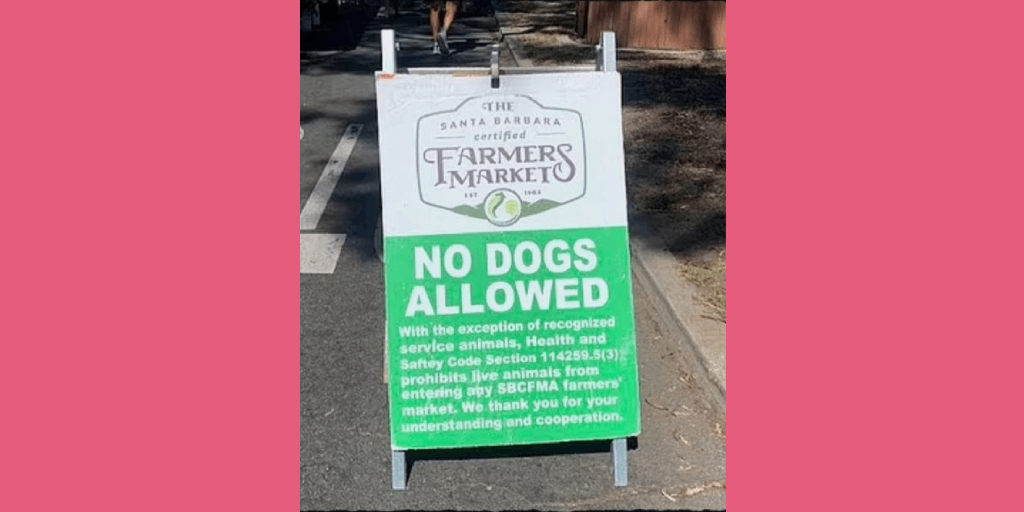 THE
SANTA BARBARA
certified
FARMERS
MARKET
EST 1983
NO DOGS
ALLOWED
With the exception of recognized
service animals, Health and
Saftey Code Section 114259.5(3)
prohibits live animals from
entering any SBCFMA farmers'
market. We thank you for your
understanding and cooperation.